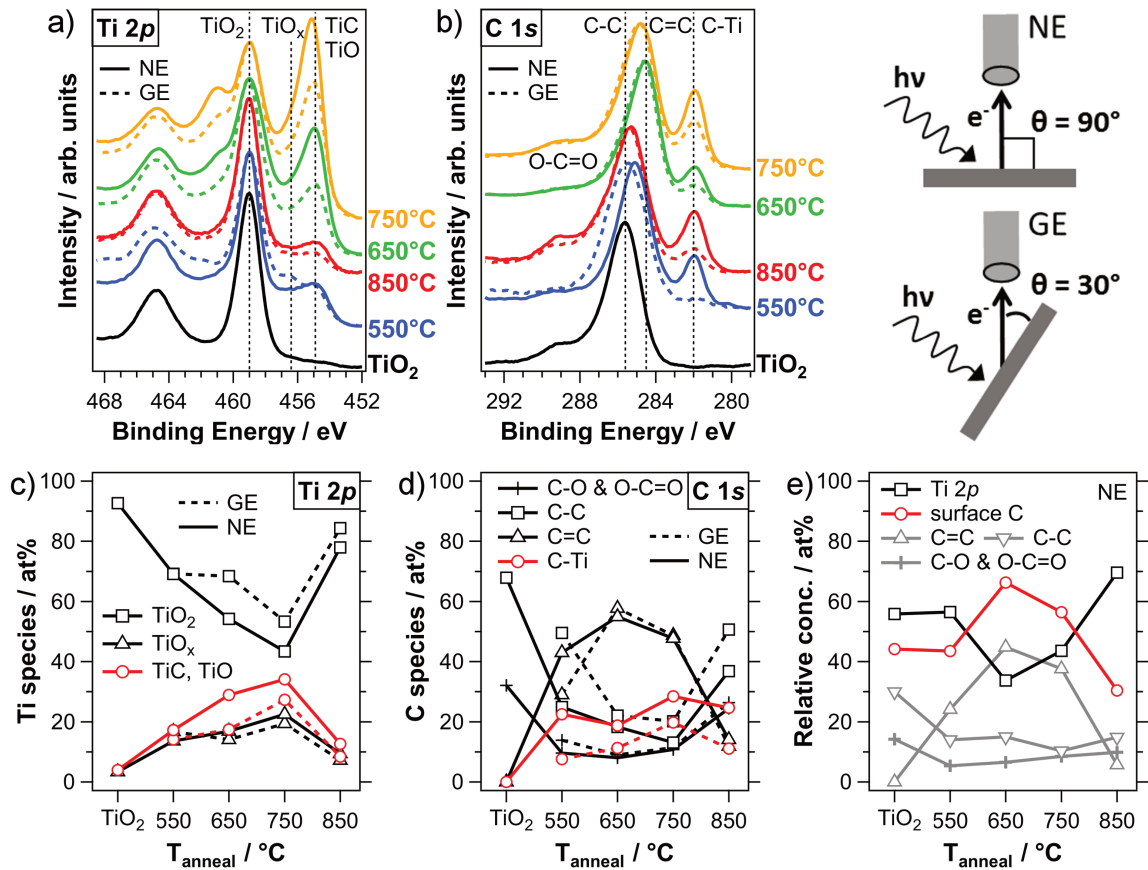 a)
Ti 2p
TiO2
TiOx
TiC
TiO
NE
GE
750°C
650°C
850°C
550°C
TiO2
Intensity / arb. units
468 464 460 456 452
Binding Energy / eV
b)
C 1s
C-C
C=C
C-Ti
NE
GE
O-C=O
750°C
650°C
850°C
550°C
TiO2
Intensity / arb. units
292 288 284 280
Binding Energy / eV
NE
hν
e-
θ = 90°
GE
hν
e-
θ = 30°
c)
Ti 2p
GE
NE
TiO2
TiOx
TiC, TiO
Ti species / at%
100
80
60
40
20
0
TiO2 550 650 750 850
Tanneal / °C
d)
C 1s
C-O & O-C=O
C-C
C=C
C-Ti
GE
NE
C species / at%
100
80
60
40
20
0
TiO2 550 650 750 850
Tanneal / °C
e)
NE
Ti 2p
surface C
C=C C-C
C-O & O-C=O
Relative conc. / at%
100
80
60
40
20
0
TiO2 550 650 750 850
Tanneal / °C